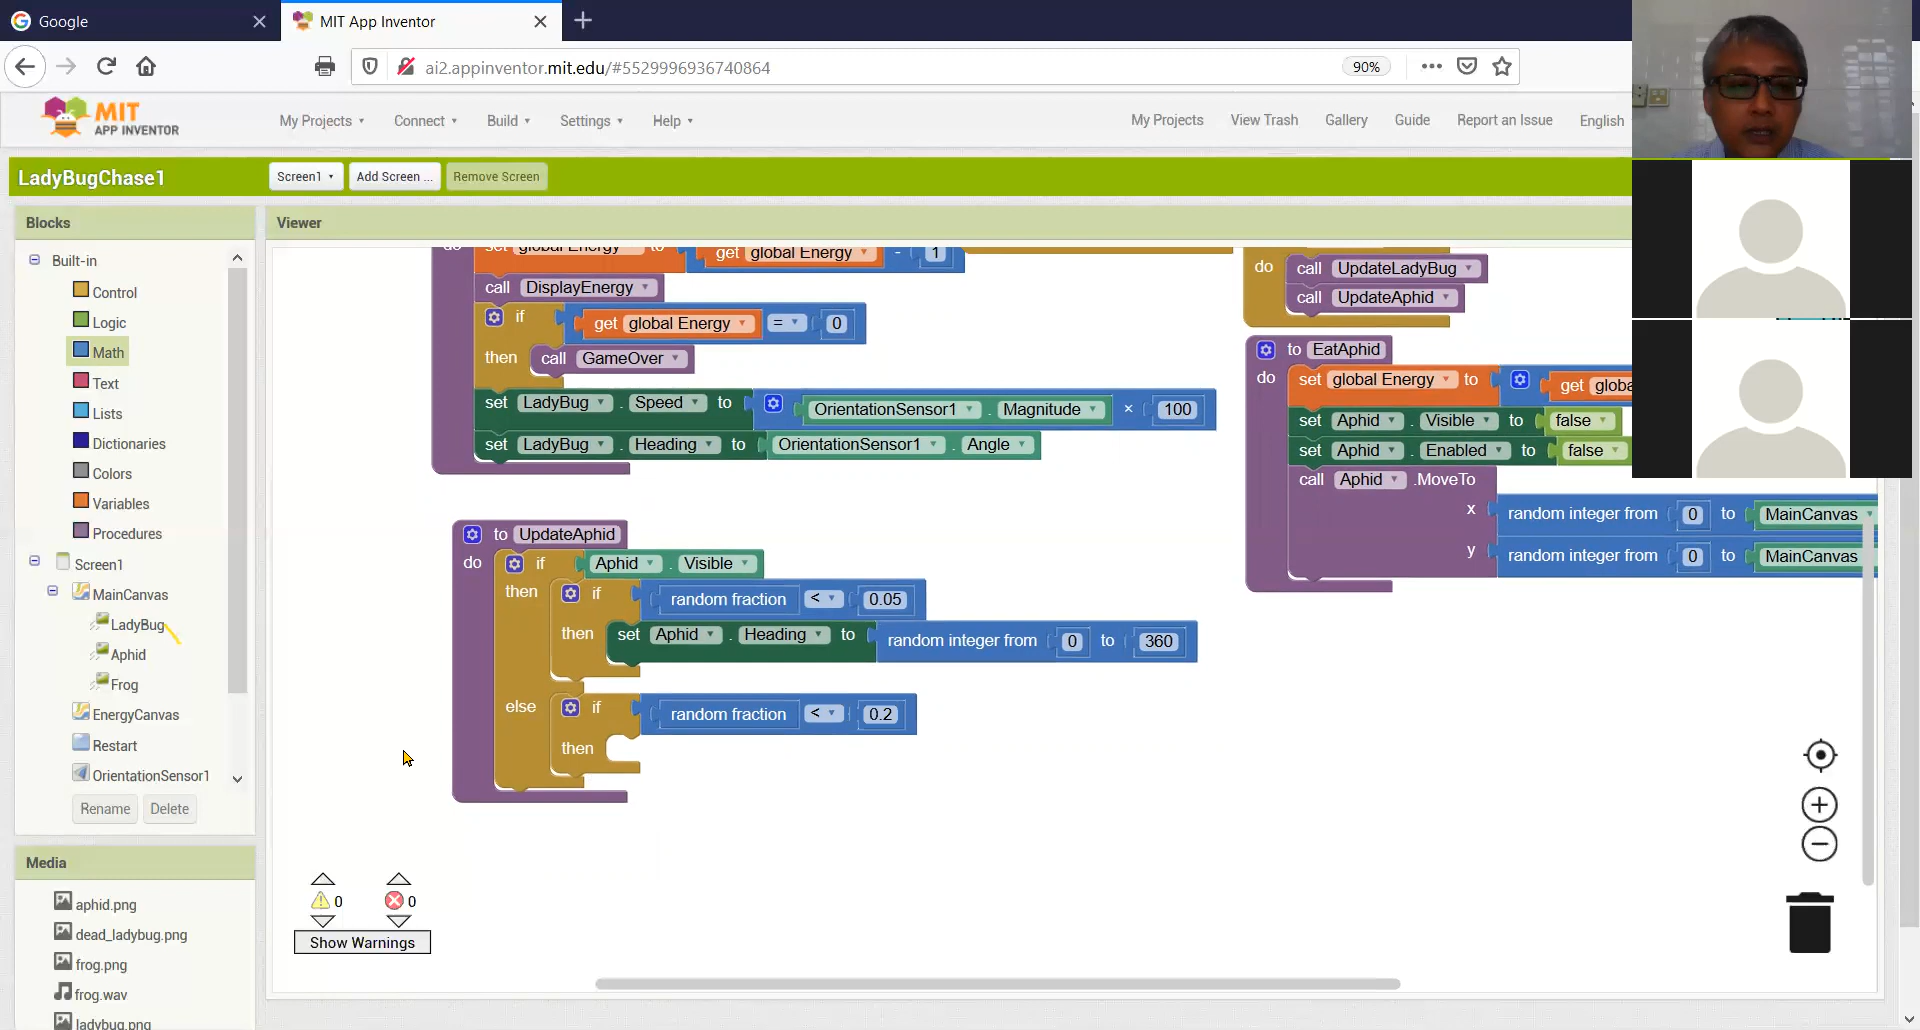 Google
MIT App Inventor
ai2.appinventor.mit.edu/#5529996936740864
90%
MIT
APP INVENTOR
My Projects
Connect
Build
Settings
Help
My Projects
View Trash
Gallery
Guide
Report an Issue
English
LadyBugChase1
Screen1
Add Screen ...
Remove Screen
Blocks
Viewer
Built-in
Control
Logic
Math
Text
Lists
Dictionaries
Colors
Variables
Procedures
Screen1
MainCanvas
LadyBug
Aphid
Frog
EnergyCanvas
Restart
OrientationSensor1
Rename
Delete
Media
aphid.png
dead_ladybug.png
frog.png
frog.wav
ladybug.png
do set global Energy to get global Energy - 1
call DisplayEnergy
if get global Energy = 0
then call GameOver
set LadyBug . Speed to OrientationSensor1 . Magnitude × 100
set LadyBug . Heading to OrientationSensor1 . Angle
to UpdateAphid
do if Aphid . Visible
then if random fraction < 0.05
then set Aphid . Heading to random integer from 0 to 360
else if random fraction < 0.2
then
do call UpdateLadyBug
call UpdateAphid
to EatAphid
do set global Energy to get globa
set Aphid . Visible to false
set Aphid . Enabled to false
call Aphid .MoveTo
x random integer from 0 to MainCanvas
y random integer from 0 to MainCanvas
0 0
Show Warnings